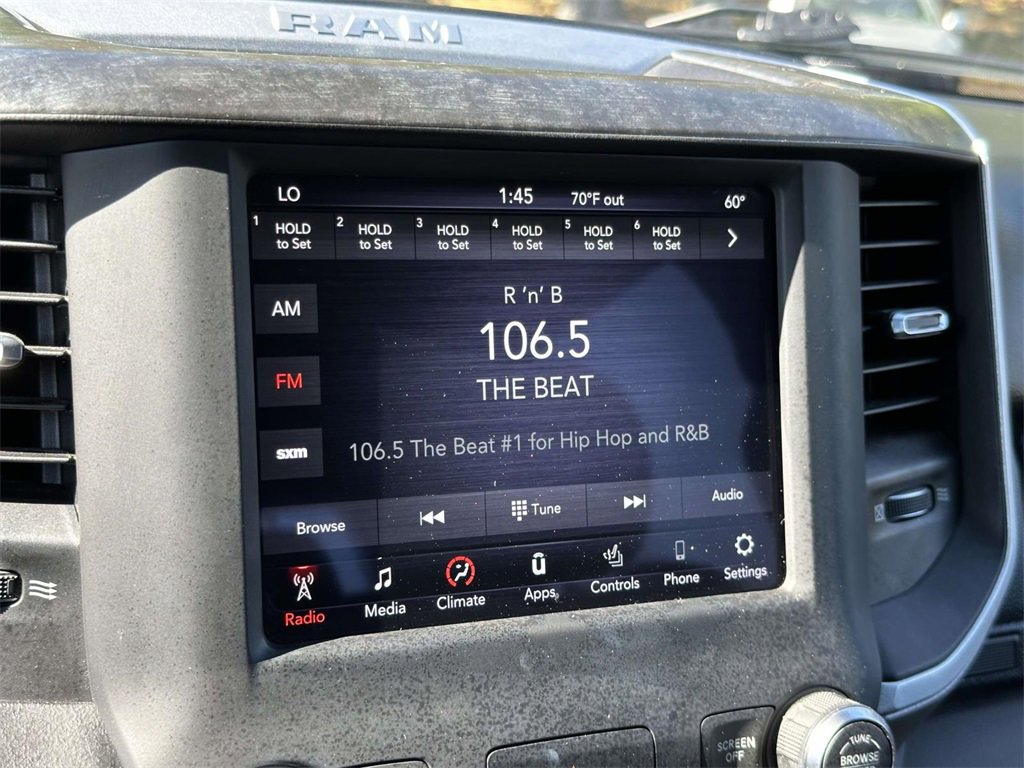 RAM
LO 1:45 70°F out 60°
1 HOLD to Set
2 HOLD to Set
3 HOLD to Set
4 HOLD to Set
5 HOLD to Set
6 HOLD to Set
AM
FM
sxm
R 'n' B
106.5
THE BEAT
106.5 The Beat #1 for Hip Hop and R&B
Browse Tune Audio
Radio Media Climate Apps Controls Phone Settings
SCREEN
OFF
TUNE
BROWSE